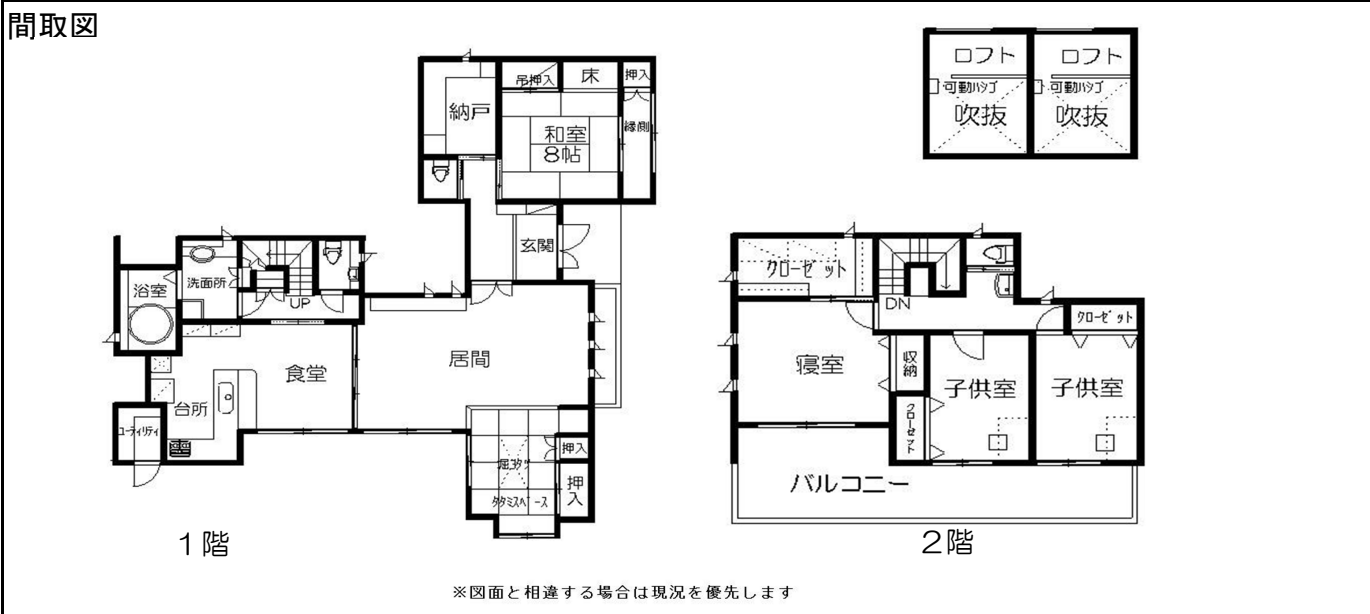 間取図
納戸
吊押入
床
押入
和室
8帖
縁側
玄関
浴室
洗面所
UP
居間
食堂
台所
ユーティリティ
掘コタツ
タタミスペース
押入
押入
1階
ロフト
可動ハシゴ
吹抜
ロフト
可動ハシゴ
吹抜
クローゼット
DN
クローゼット
寝室
収納
クローゼット
子供室
子供室
バルコニー
2階
※図面と相違する場合は現況を優先します